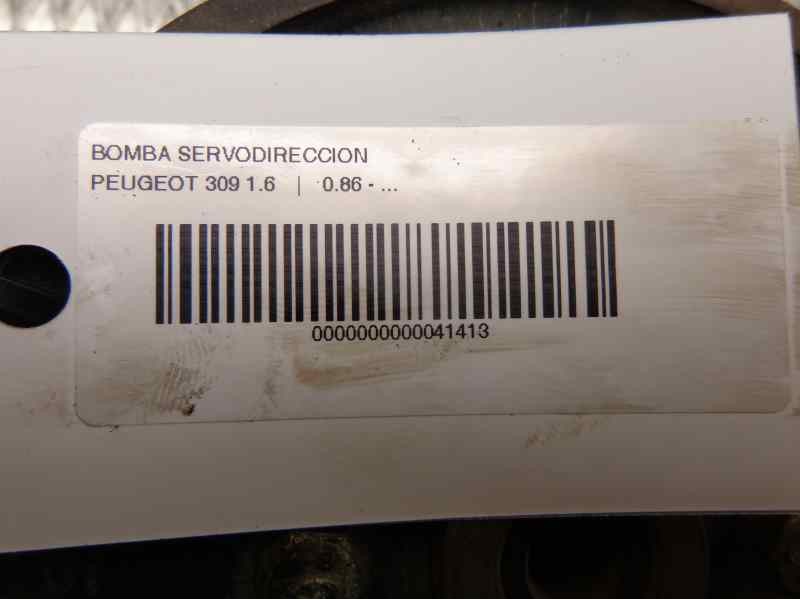 BOMBA SERVODIRECCION
PEUGEOT 309 1.6 | 0.86 - ...
0000000000041413